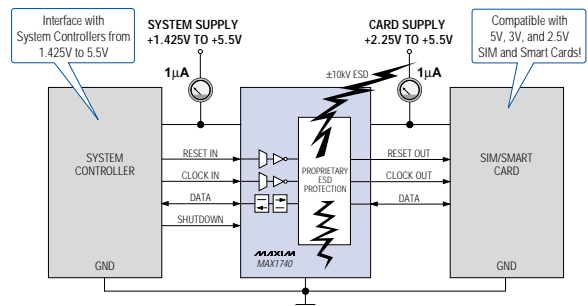 Interface with
System Controllers from
1.425V to 5.5V
SYSTEM SUPPLY
+1.425V TO +5.5V
CARD SUPPLY
+2.25V TO +5.5V
Compatible with
5V, 3V, and 2.5V
SIM and Smart Cards!
1µA
±10kV ESD
1µA
SYSTEM
CONTROLLER
RESET IN
CLOCK IN
DATA
SHUTDOWN
GND
PROPRIETARY
ESD
PROTECTION
MAXIM
MAX1740
RESET OUT
CLOCK OUT
DATA
SIM/SMART
CARD
GND